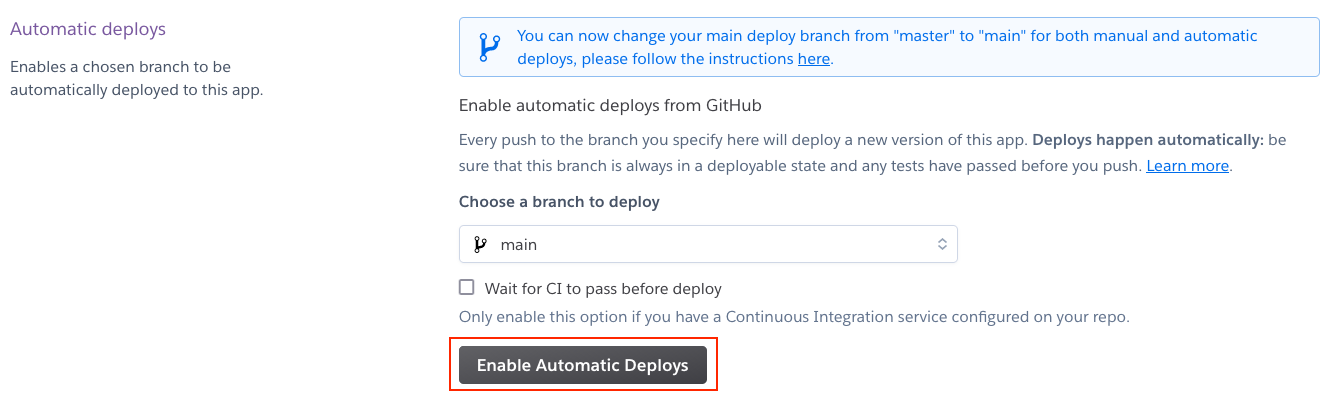 Automatic deploys
Enables a chosen branch to be
automatically deployed to this app.
You can now change your main deploy branch from "master" to "main" for both manual and automatic
deploys, please follow the instructions here.
Enable automatic deploys from GitHub
Every push to the branch you specify here will deploy a new version of this app. Deploys happen automatically: be
sure that this branch is always in a deployable state and any tests have passed before you push. Learn more.
Choose a branch to deploy
main
Wait for CI to pass before deploy
Only enable this option if you have a Continuous Integration service configured on your repo.
Enable Automatic Deploys